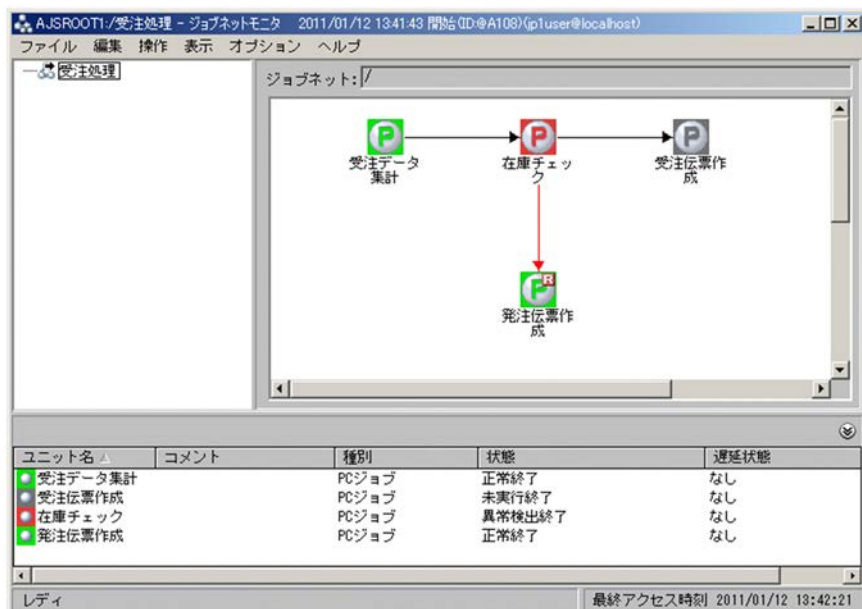 AJSROOT1:/受注処理 - ジョブネットモニタ 2011/01/12 13:41:43 開始(ID:@A108)(jp1user@localhost)
ファイル 編集 操作 表示 オプション ヘルプ
受注処理
ジョブネット: /
P P P
受注データ
集計
在庫チェッ
ク
受注伝票作
成
P R
発注伝票作
成
ユニット名 コメント 種別 状態 遅延状態
受注データ集計 PCジョブ 正常終了 なし
受注伝票作成 PCジョブ 未実行終了 なし
在庫チェック PCジョブ 異常検出終了 なし
発注伝票作成 PCジョブ 正常終了 なし
レディ 最終アクセス時刻 2011/01/12 13:42:21